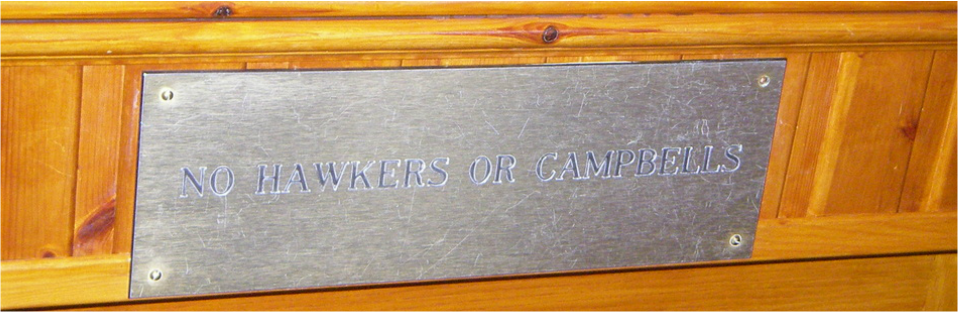 NO HAWKERS OR CAMPBELLS